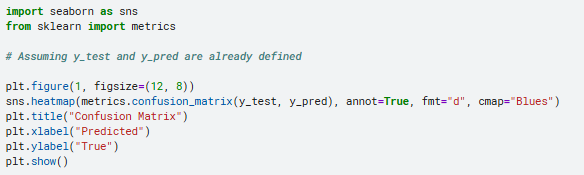 import seaborn as sns
from sklearn import metrics
# Assuming y_test and y_pred are already defined
plt.figure(1, figsize=(12, 8))
sns.heatmap(metrics.confusion_matrix(y_test, y_pred), annot=True, fmt="d", cmap="Blues")
plt.title("Confusion Matrix")
plt.xlabel("Predicted")
plt.ylabel("True")
plt.show()